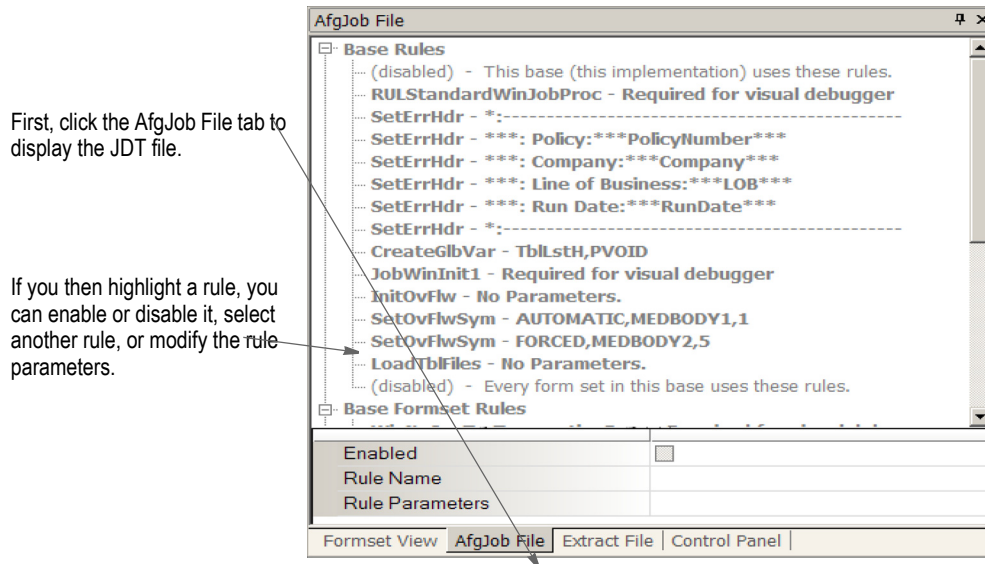 AfgJob File
Base Rules
(disabled) - This base (this implementation) uses these rules.
RULStandardWinJobProc - Required for visual debugger
SetErrHdr - *:-----------------------------------------------
SetErrHdr - ***: Policy:***PolicyNumber***
SetErrHdr - ***: Company:***Company***
SetErrHdr - ***: Line of Business:***LOB***
SetErrHdr - ***: Run Date:***RunDate***
SetErrHdr - *:-----------------------------------------------
CreateGlbVar - TblLstH,PVOID
JobWinInit1 - Required for visual debugger
InitOvFlw - No Parameters.
SetOvFlwSym - AUTOMATIC,MEDBODY1,1
SetOvFlwSym - FORCED,MEDBODY2,5
LoadTblFiles - No Parameters.
(disabled) - Every form set in this base uses these rules.
Base Formset Rules
First, click the AfgJob File tab to
display the JDT file.
If you then highlight a rule, you
can enable or disable it, select
another rule, or modify the rule
parameters.
Enabled
Rule Name
Rule Parameters
Formset View AfgJob File Extract File Control Panel